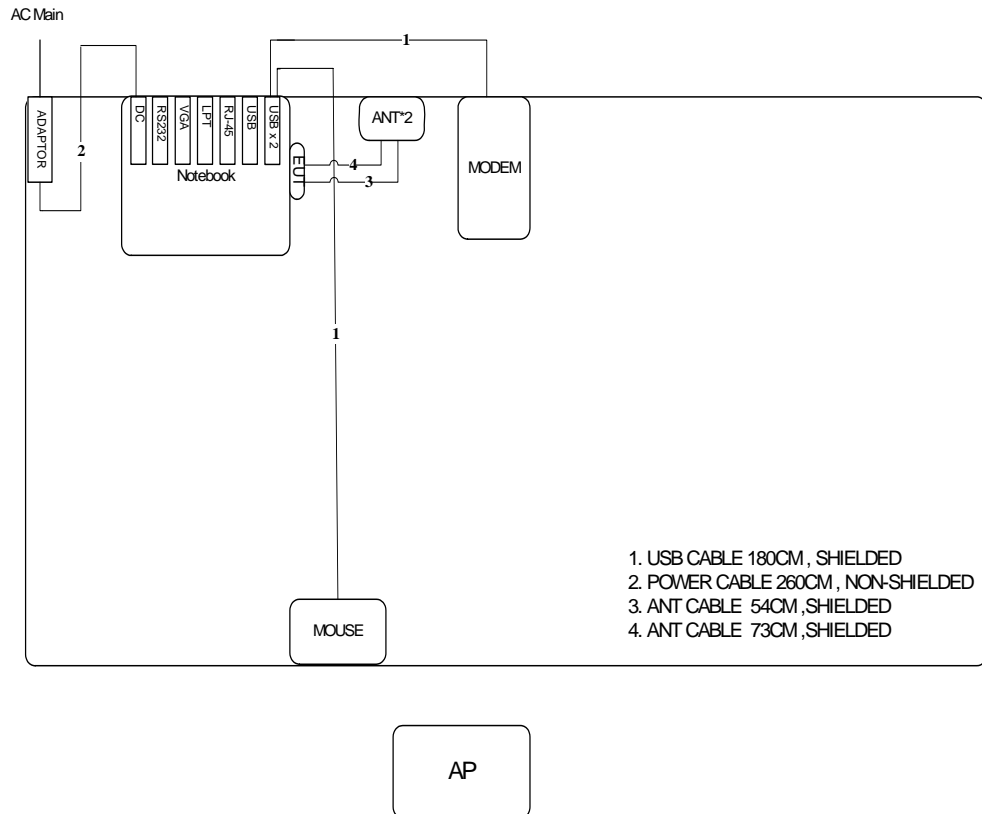 AC Main
1
ADAPTOR
2
DC
RS232
VGA
LPT
RJ-45
USB
USB x 2
Notebook
EUT
ANT*2
4
3
MODEM
1
1. USB CABLE 180CM , SHIELDED
2. POWER CABLE 260CM , NON-SHIELDED
3. ANT CABLE 54CM ,SHIELDED
4. ANT CABLE 73CM ,SHIELDED
MOUSE
AP